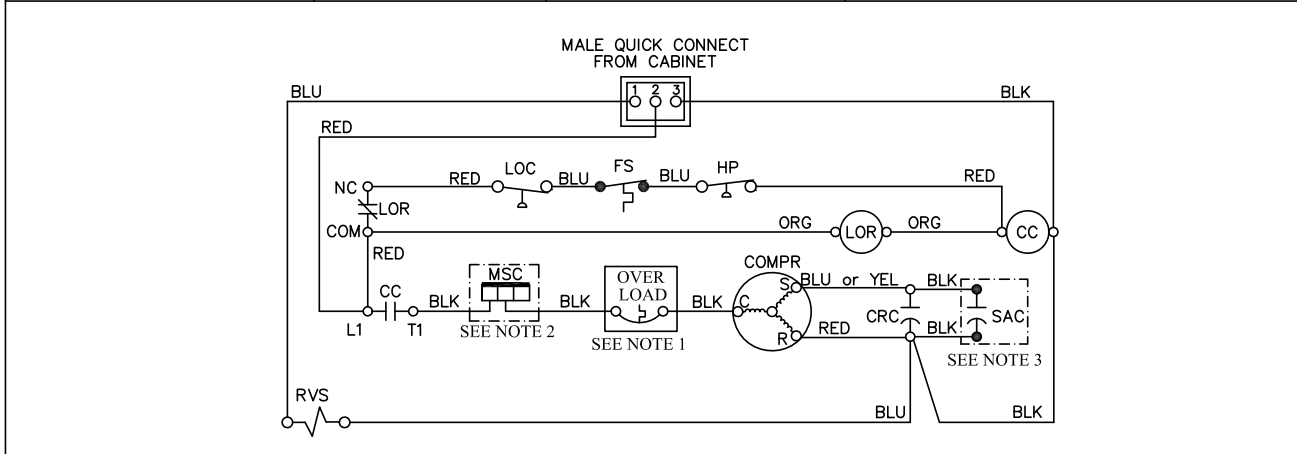 MALE QUICK CONNECT
FROM CABINET
1 2 3
BLU
BLK
RED
NC
RED
LOC
BLU
FS
BLU
HP
RED
LOR
COM
ORG
LOR
ORG
CC
RED
COMPR
CC
BLK
MSC
BLK
OVER
LOAD
BLK
C
S
BLU or YEL
BLK
L1
T1
SEE NOTE 2
SEE NOTE 1
R
RED
CRC
BLK
SAC
SEE NOTE 3
RVS
BLU
BLK